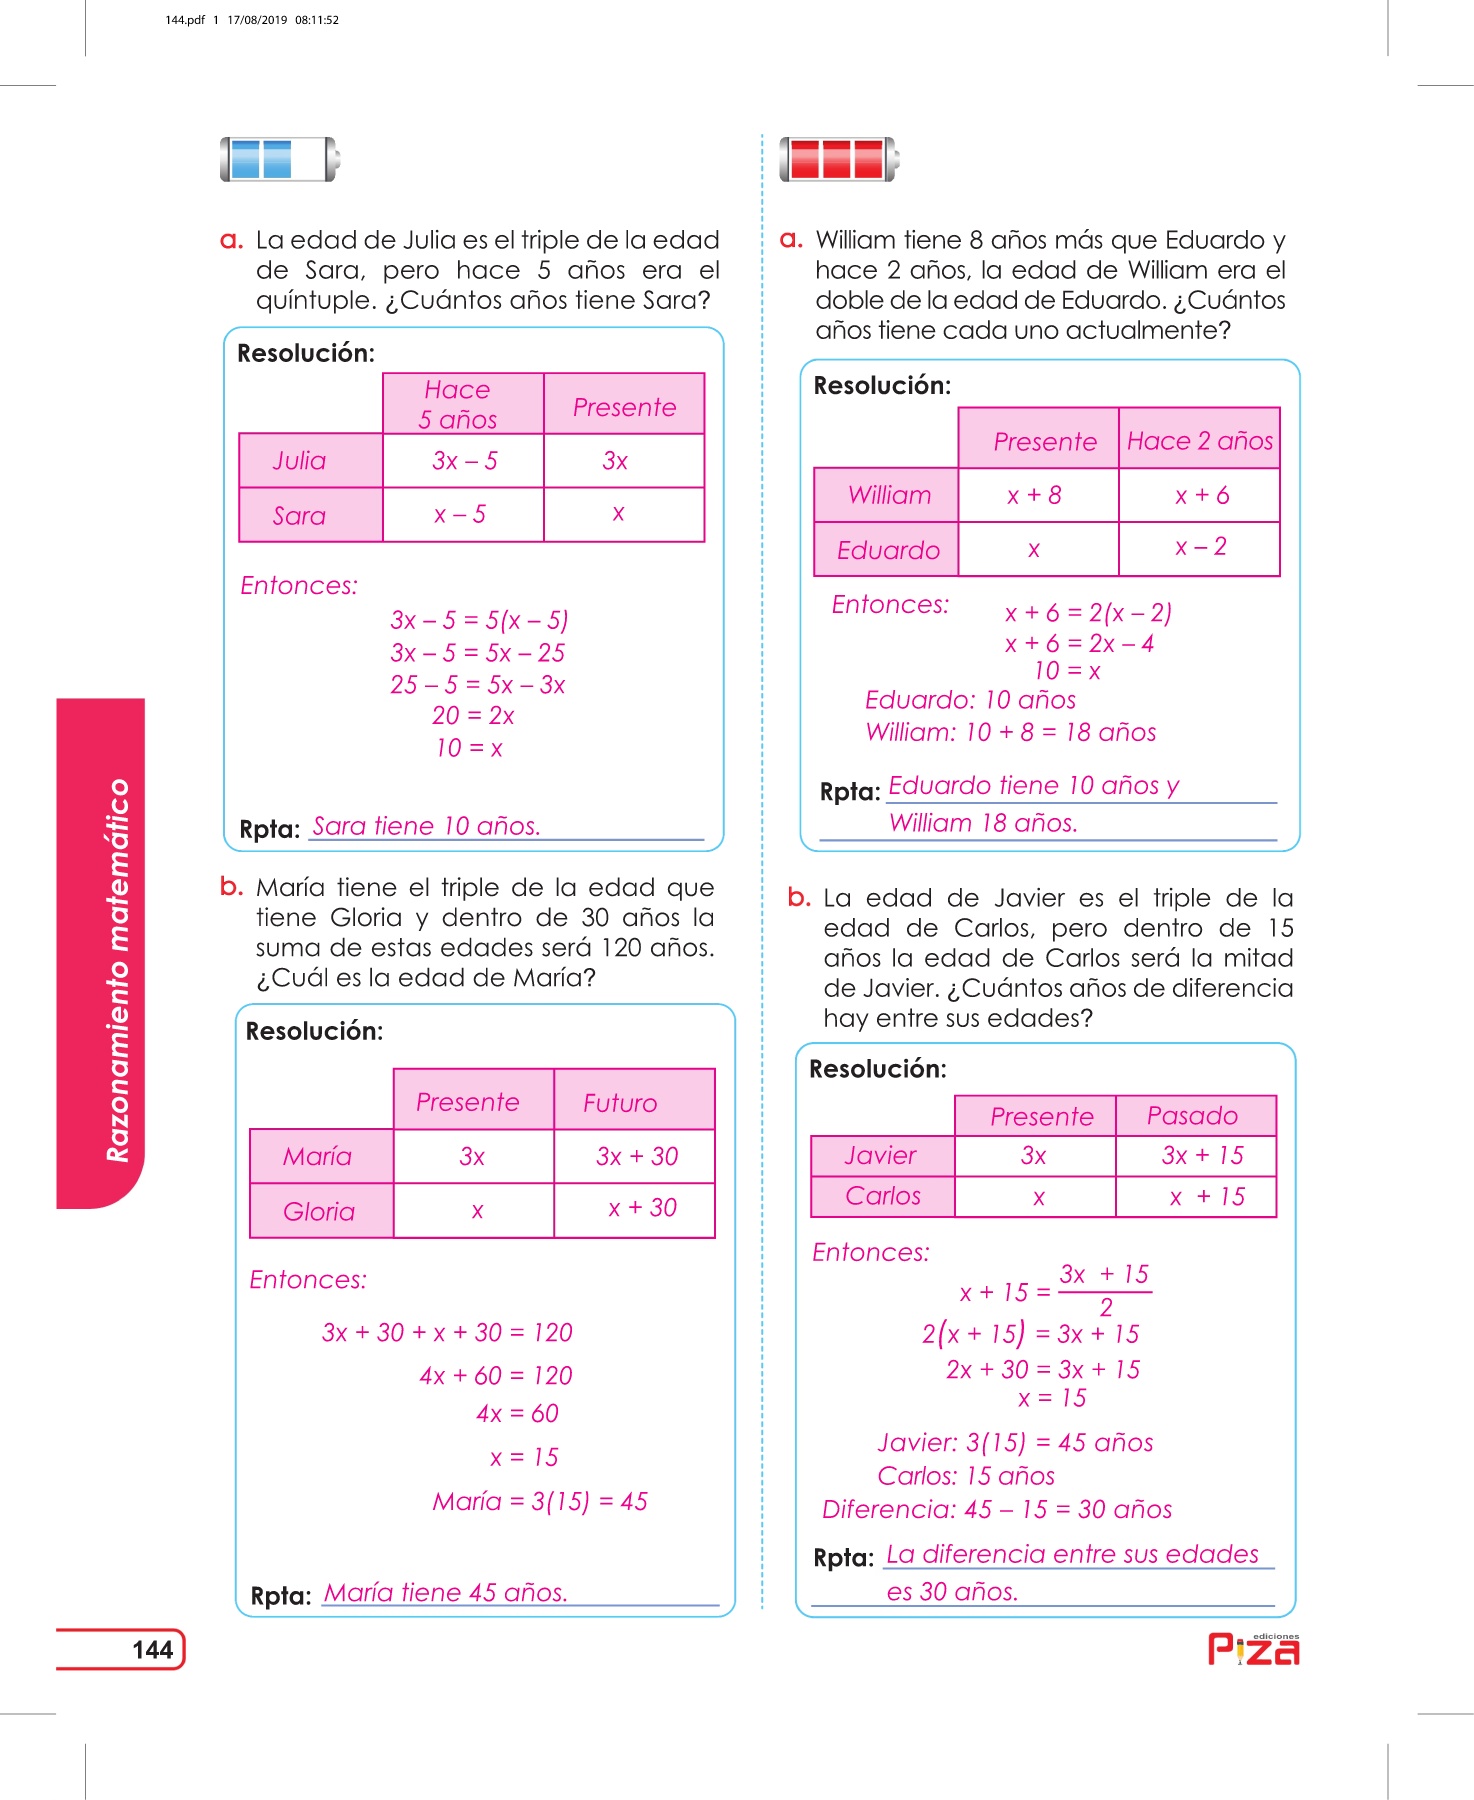 144.pdf 1 17/08/2019 08:11:52
a. La edad de Julia es el triple de la edad
de Sara, pero hace 5 años era el
quíntuple. ¿Cuántos años tiene Sara?
Resolución:
Hace
5 años
Presente
Julia 3x – 5 3x
Sara x – 5 x
Entonces:
3x – 5 = 5(x – 5)
3x – 5 = 5x – 25
25 – 5 = 5x – 3x
20 = 2x
10 = x
Rpta: Sara tiene 10 años.
b. María tiene el triple de la edad que
tiene Gloria y dentro de 30 años la
suma de estas edades será 120 años.
¿Cuál es la edad de María?
Resolución:
Presente Futuro
María 3x 3x + 30
Gloria x x + 30
Entonces:
3x + 30 + x + 30 = 120
4x + 60 = 120
4x = 60
x = 15
María = 3(15) = 45
Rpta: María tiene 45 años.
a. William tiene 8 años más que Eduardo y
hace 2 años, la edad de William era el
doble de la edad de Eduardo. ¿Cuántos
años tiene cada uno actualmente?
Resolución:
Presente Hace 2 años
William x + 8 x + 6
Eduardo x x – 2
Entonces:
x + 6 = 2(x – 2)
x + 6 = 2x – 4
10 = x
Eduardo: 10 años
William: 10 + 8 = 18 años
Rpta: Eduardo tiene 10 años y
William 18 años.
b. La edad de Javier es el triple de la
edad de Carlos, pero dentro de 15
años la edad de Carlos será la mitad
de Javier. ¿Cuántos años de diferencia
hay entre sus edades?
Resolución:
Presente Pasado
Javier 3x 3x + 15
Carlos x x + 15
Entonces:
x + 15 = 3x + 15
2
2(x + 15) = 3x + 15
2x + 30 = 3x + 15
x = 15
Javier: 3(15) = 45 años
Carlos: 15 años
Diferencia: 45 – 15 = 30 años
Rpta: La diferencia entre sus edades
es 30 años.
Razonamiento matemático
144
ediciones
Piza